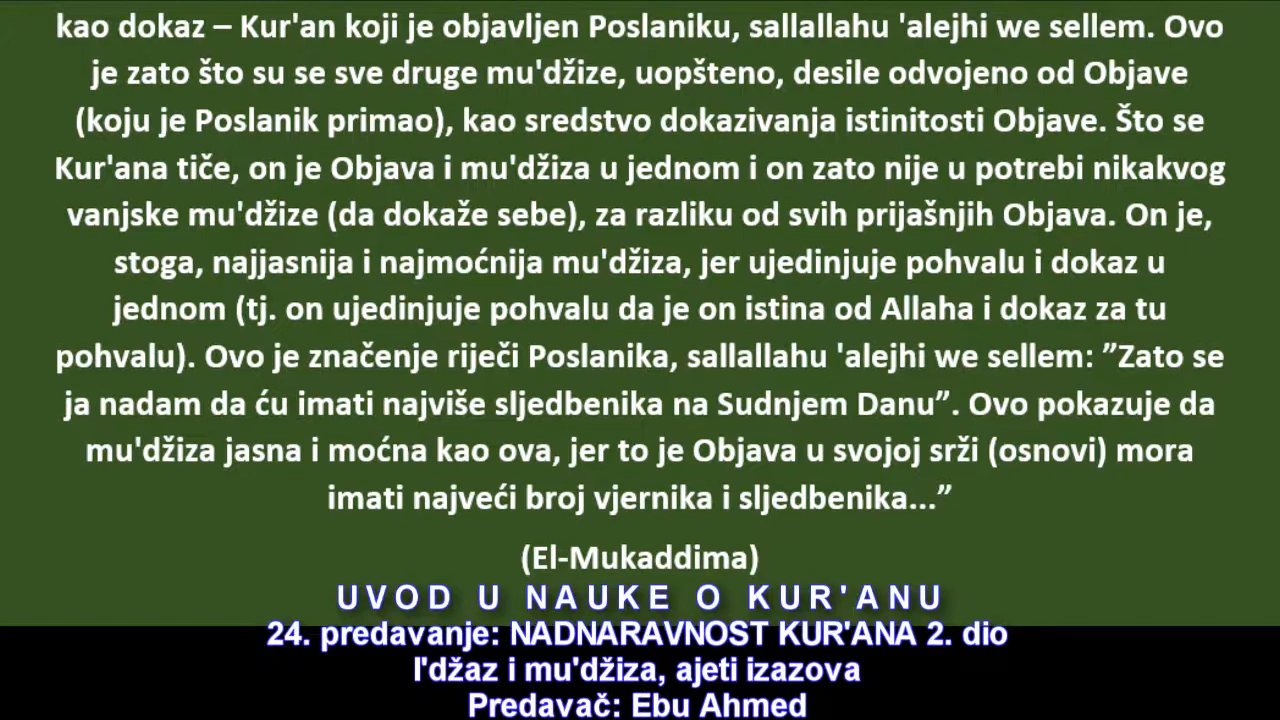 kao dokaz – Kur'an koji je objavljen Poslaniku, sallallahu 'alejhi we sellem. Ovo
je zato što su se sve druge mu'džize, uopšteno, desile odvojeno od Objave
(koju je Poslanik primao), kao sredstvo dokazivanja istinitosti Objave. Što se
Kur'ana tiče, on je Objava i mu'džiza u jednom i on zato nije u potrebi nikakvog
vanjske mu'džize (da dokaže sebe), za razliku od svih prijašnjih Objava. On je,
stoga, najjasnija i najmoćnija mu'džiza, jer ujedinjuje pohvalu i dokaz u
jednom (tj. on ujedinjuje pohvalu da je on istina od Allaha i dokaz za tu
pohvalu). Ovo je značenje riječi Poslanika, sallallahu 'alejhi we sellem: ”Zato se
ja nadam da ću imati najviše sljedbenika na Sudnjem Danu”. Ovo pokazuje da
mu'džiza jasna i moćna kao ova, jer to je Objava u svojoj srži (osnovi) mora
imati najveći broj vjernika i sljedbenika...”
(El-Mukaddima)
UVOD U NAUKE O KUR'ANU
24. predavanje: NADNARAVNOST KUR'ANA 2. dio
I'džaz i mu'džiza, ajeti izazova
Predavač: Ebu Ahmed